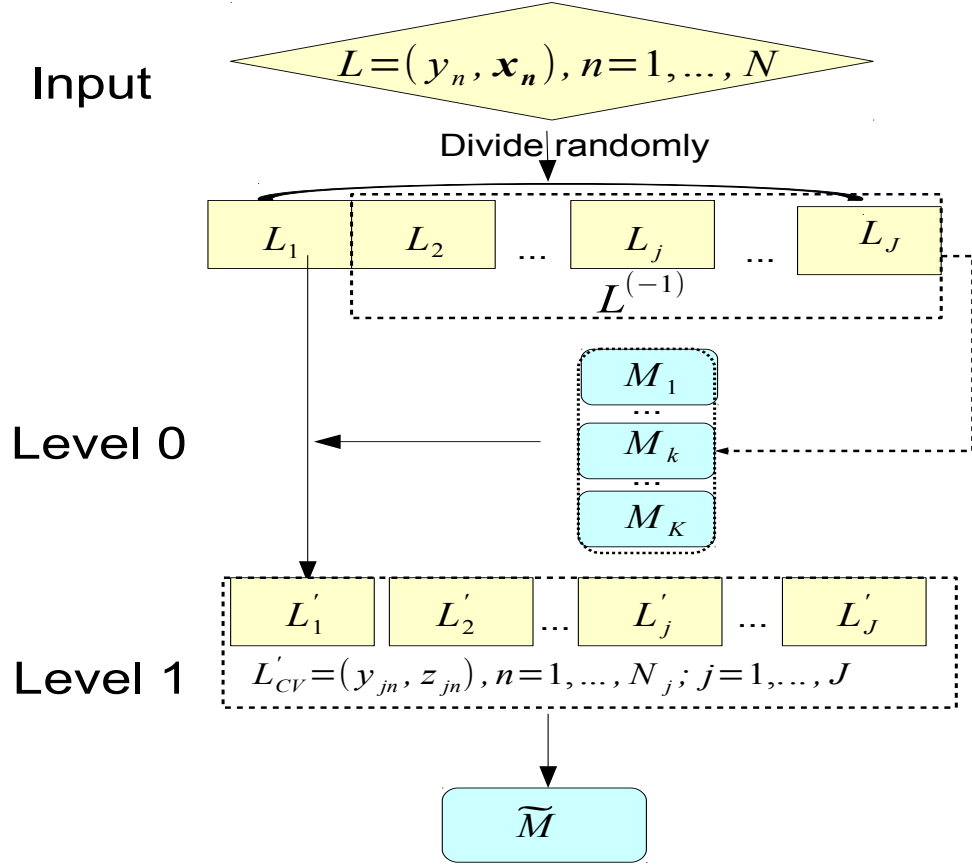 Input
L=(y_n, x_n), n=1,..., N
Divide randomly
L_1 L_2 ... L_j ... L_J
L^(-1)
M_1
...
Level 0
M_k
...
M_K
L'_1 L'_2 ... L'_j ... L'_J
Level 1
L'_CV=(y_jn, z_jn), n=1,..., N_j; j=1,..., J
M̃